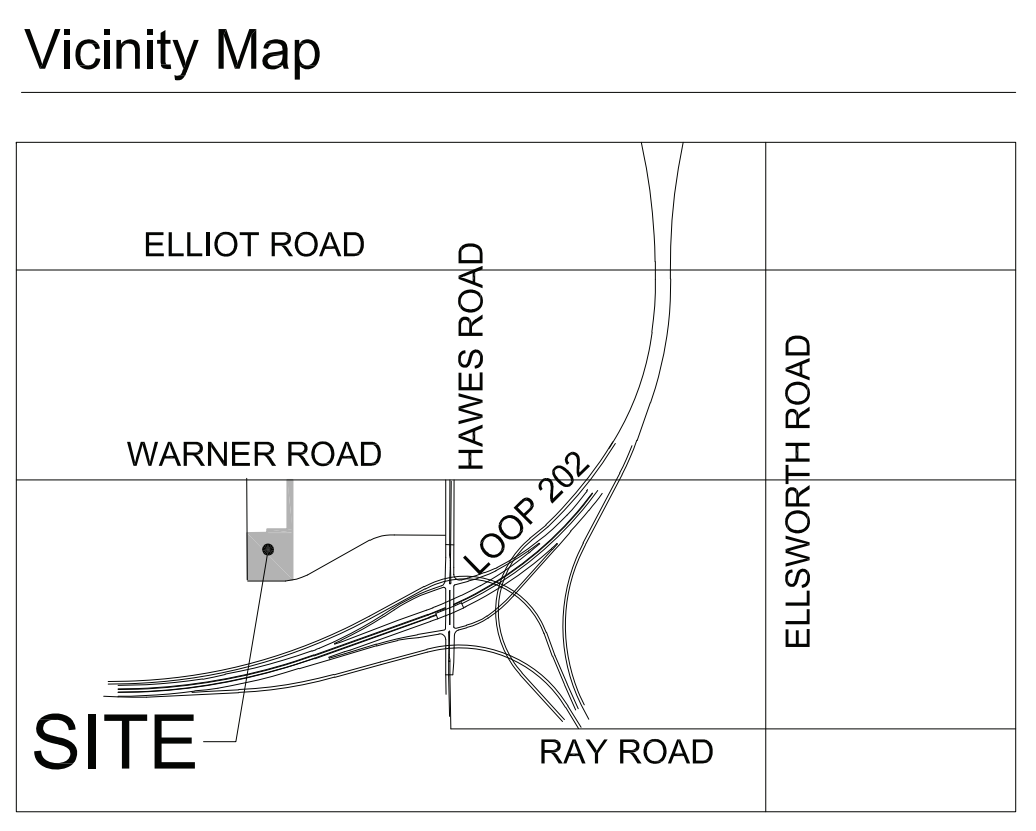 Vicinity Map
ELLIOT ROAD
HAWES ROAD
ELLSWORTH ROAD
WARNER ROAD
LOOP 202
SITE
RAY ROAD